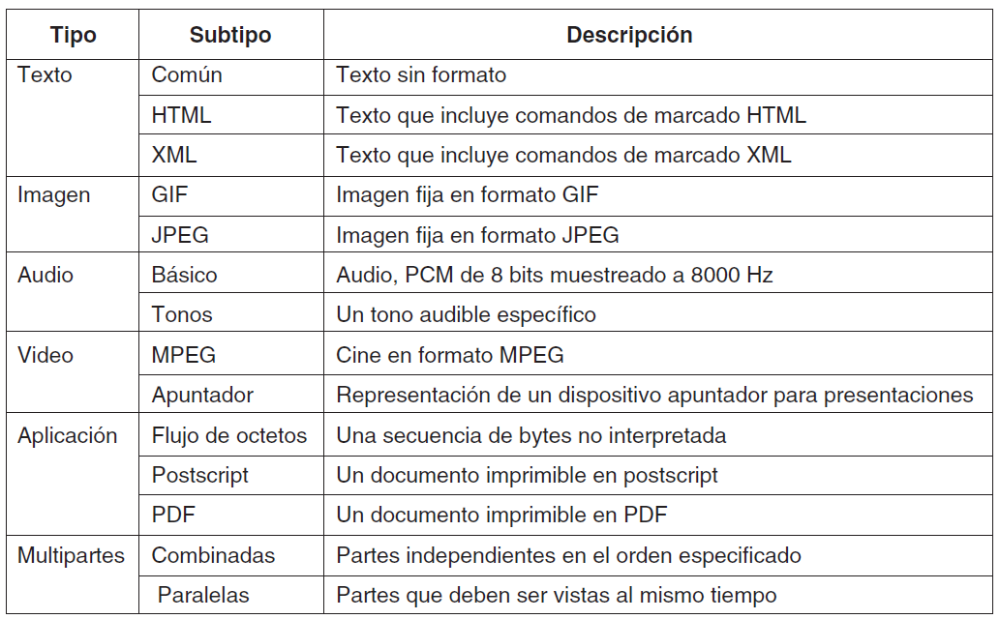 Tipo Subtipo Descripción
Texto Común Texto sin formato
HTML Texto que incluye comandos de marcado HTML
XML Texto que incluye comandos de marcado XML
Imagen GIF Imagen fija en formato GIF
JPEG Imagen fija en formato JPEG
Audio Básico Audio, PCM de 8 bits muestreado a 8000 Hz
Tonos Un tono audible específico
Video MPEG Cine en formato MPEG
Apuntador Representación de un dispositivo apuntador para presentaciones
Aplicación Flujo de octetos Una secuencia de bytes no interpretada
Postscript Un documento imprimible en postscript
PDF Un documento imprimible en PDF
Multipartes Combinadas Partes independientes en el orden especificado
Paralelas Partes que deben ser vistas al mismo tiempo